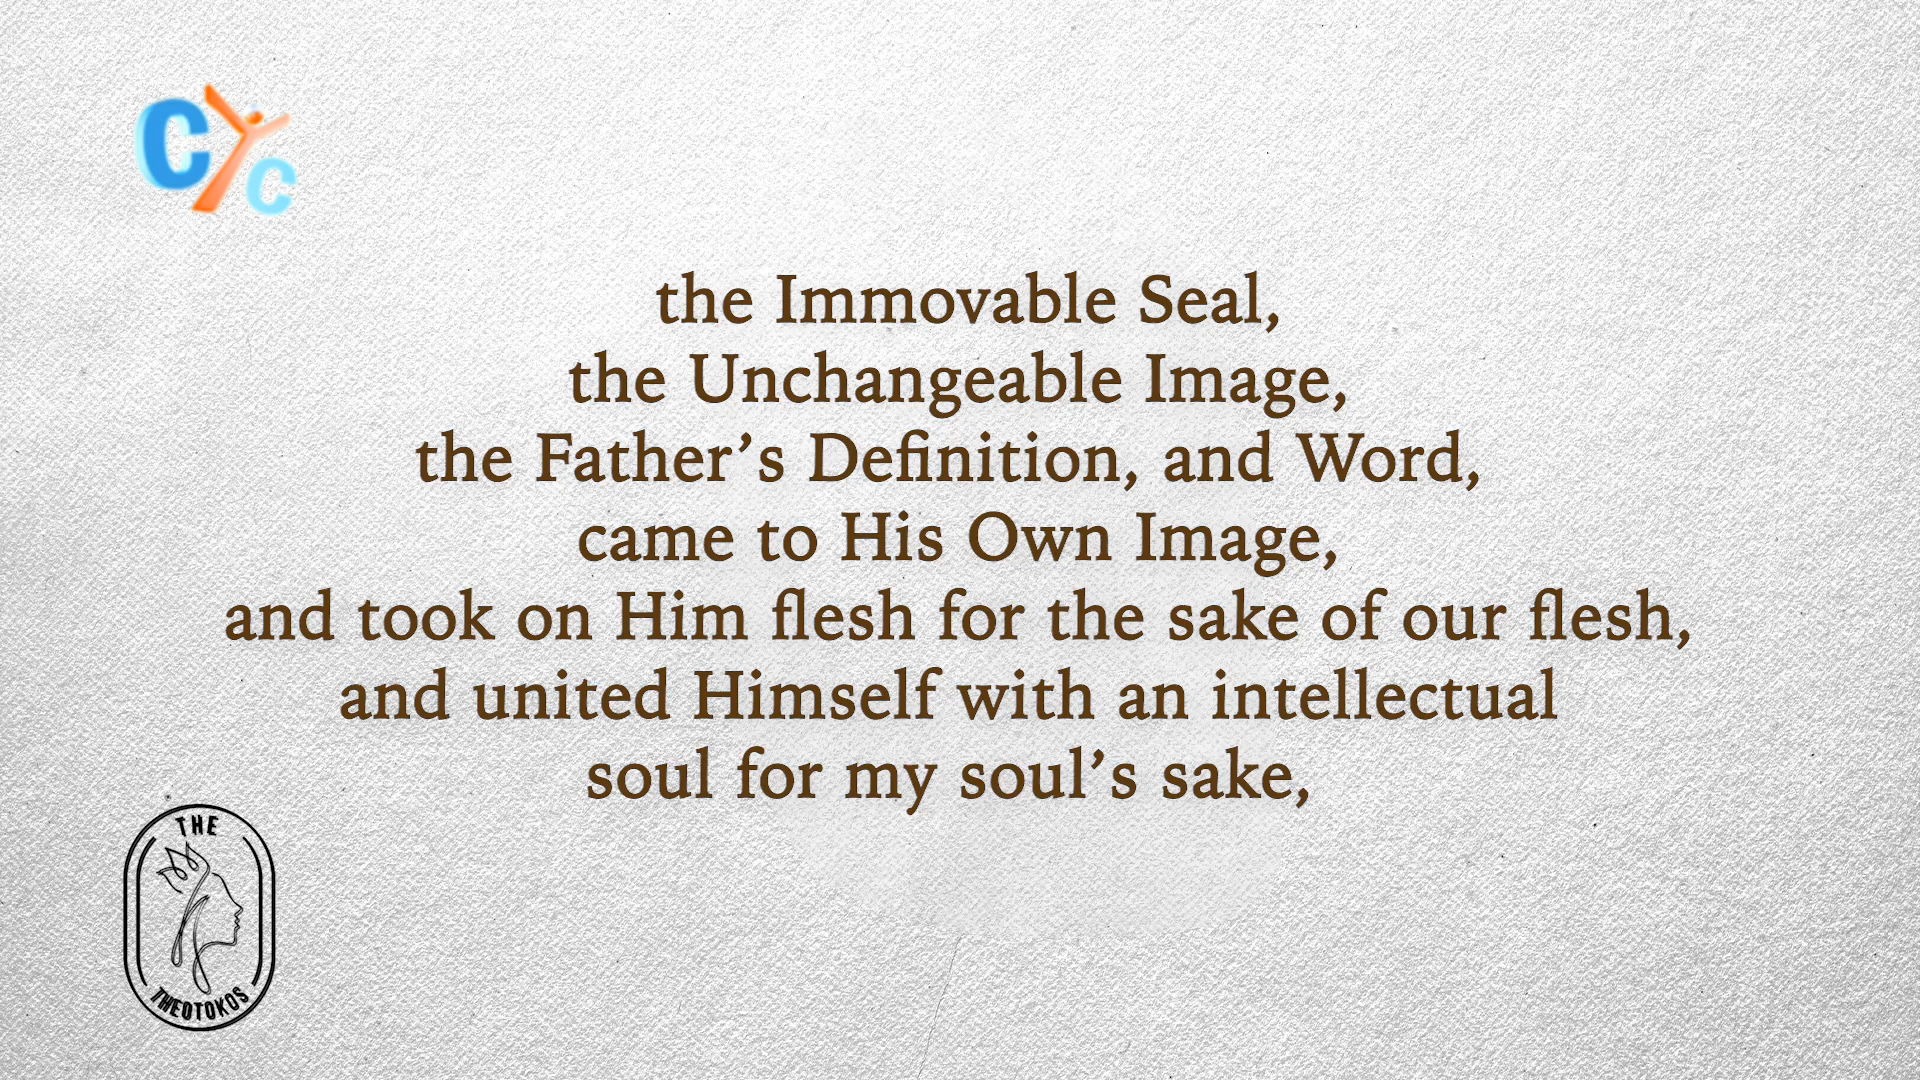 CYC
the Immovable Seal,
the Unchangeable Image,
the Father’s Definition, and Word,
came to His Own Image,
and took on Him flesh for the sake of our flesh,
and united Himself with an intellectual
soul for my soul’s sake,
THE
THEOTOKOS